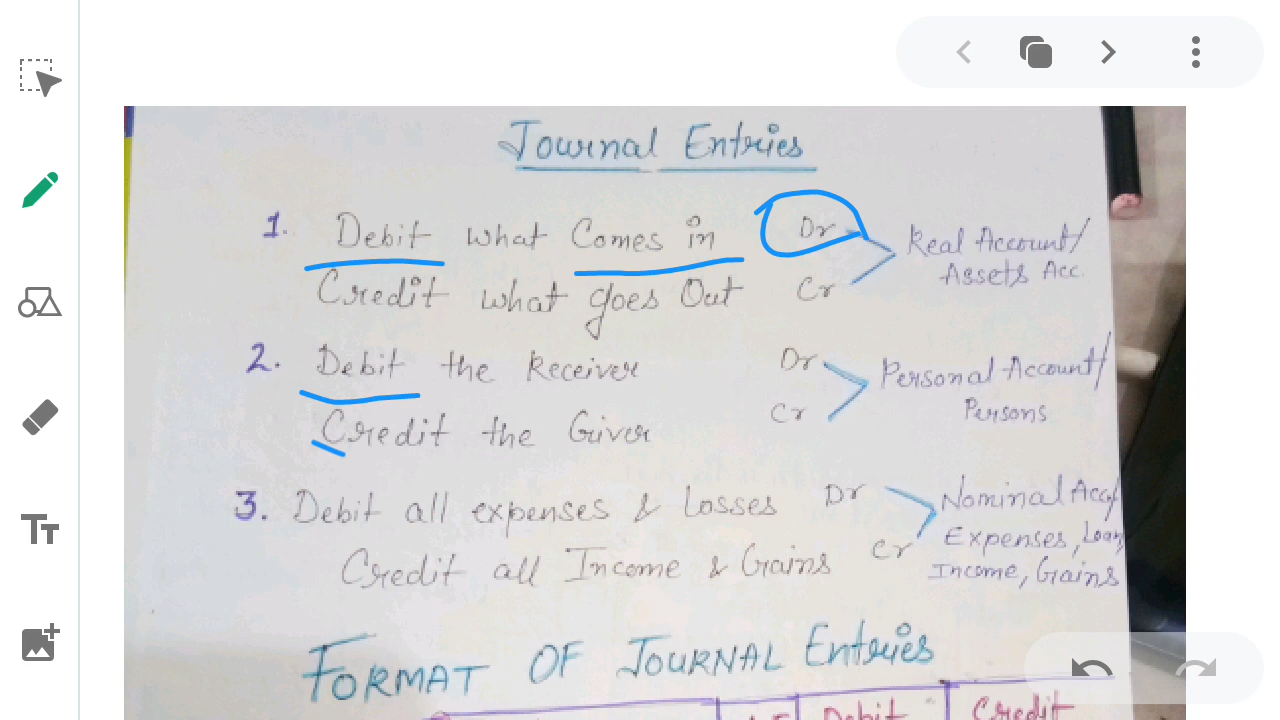 Journal Entries
1. Debit what Comes in Dr
Real Account/
Assets Acc.
Credit what goes Out Cr
2. Debit the Receiver Dr
Personal Account/
Persons
Credit the Giver Cr
3. Debit all expenses & Losses Dr
Nominal Acc/
Expenses,
Credit all Income & Gains Cr
Income, Gains
FORMAT OF JOURNAL Entries
Debit Credit
Tт